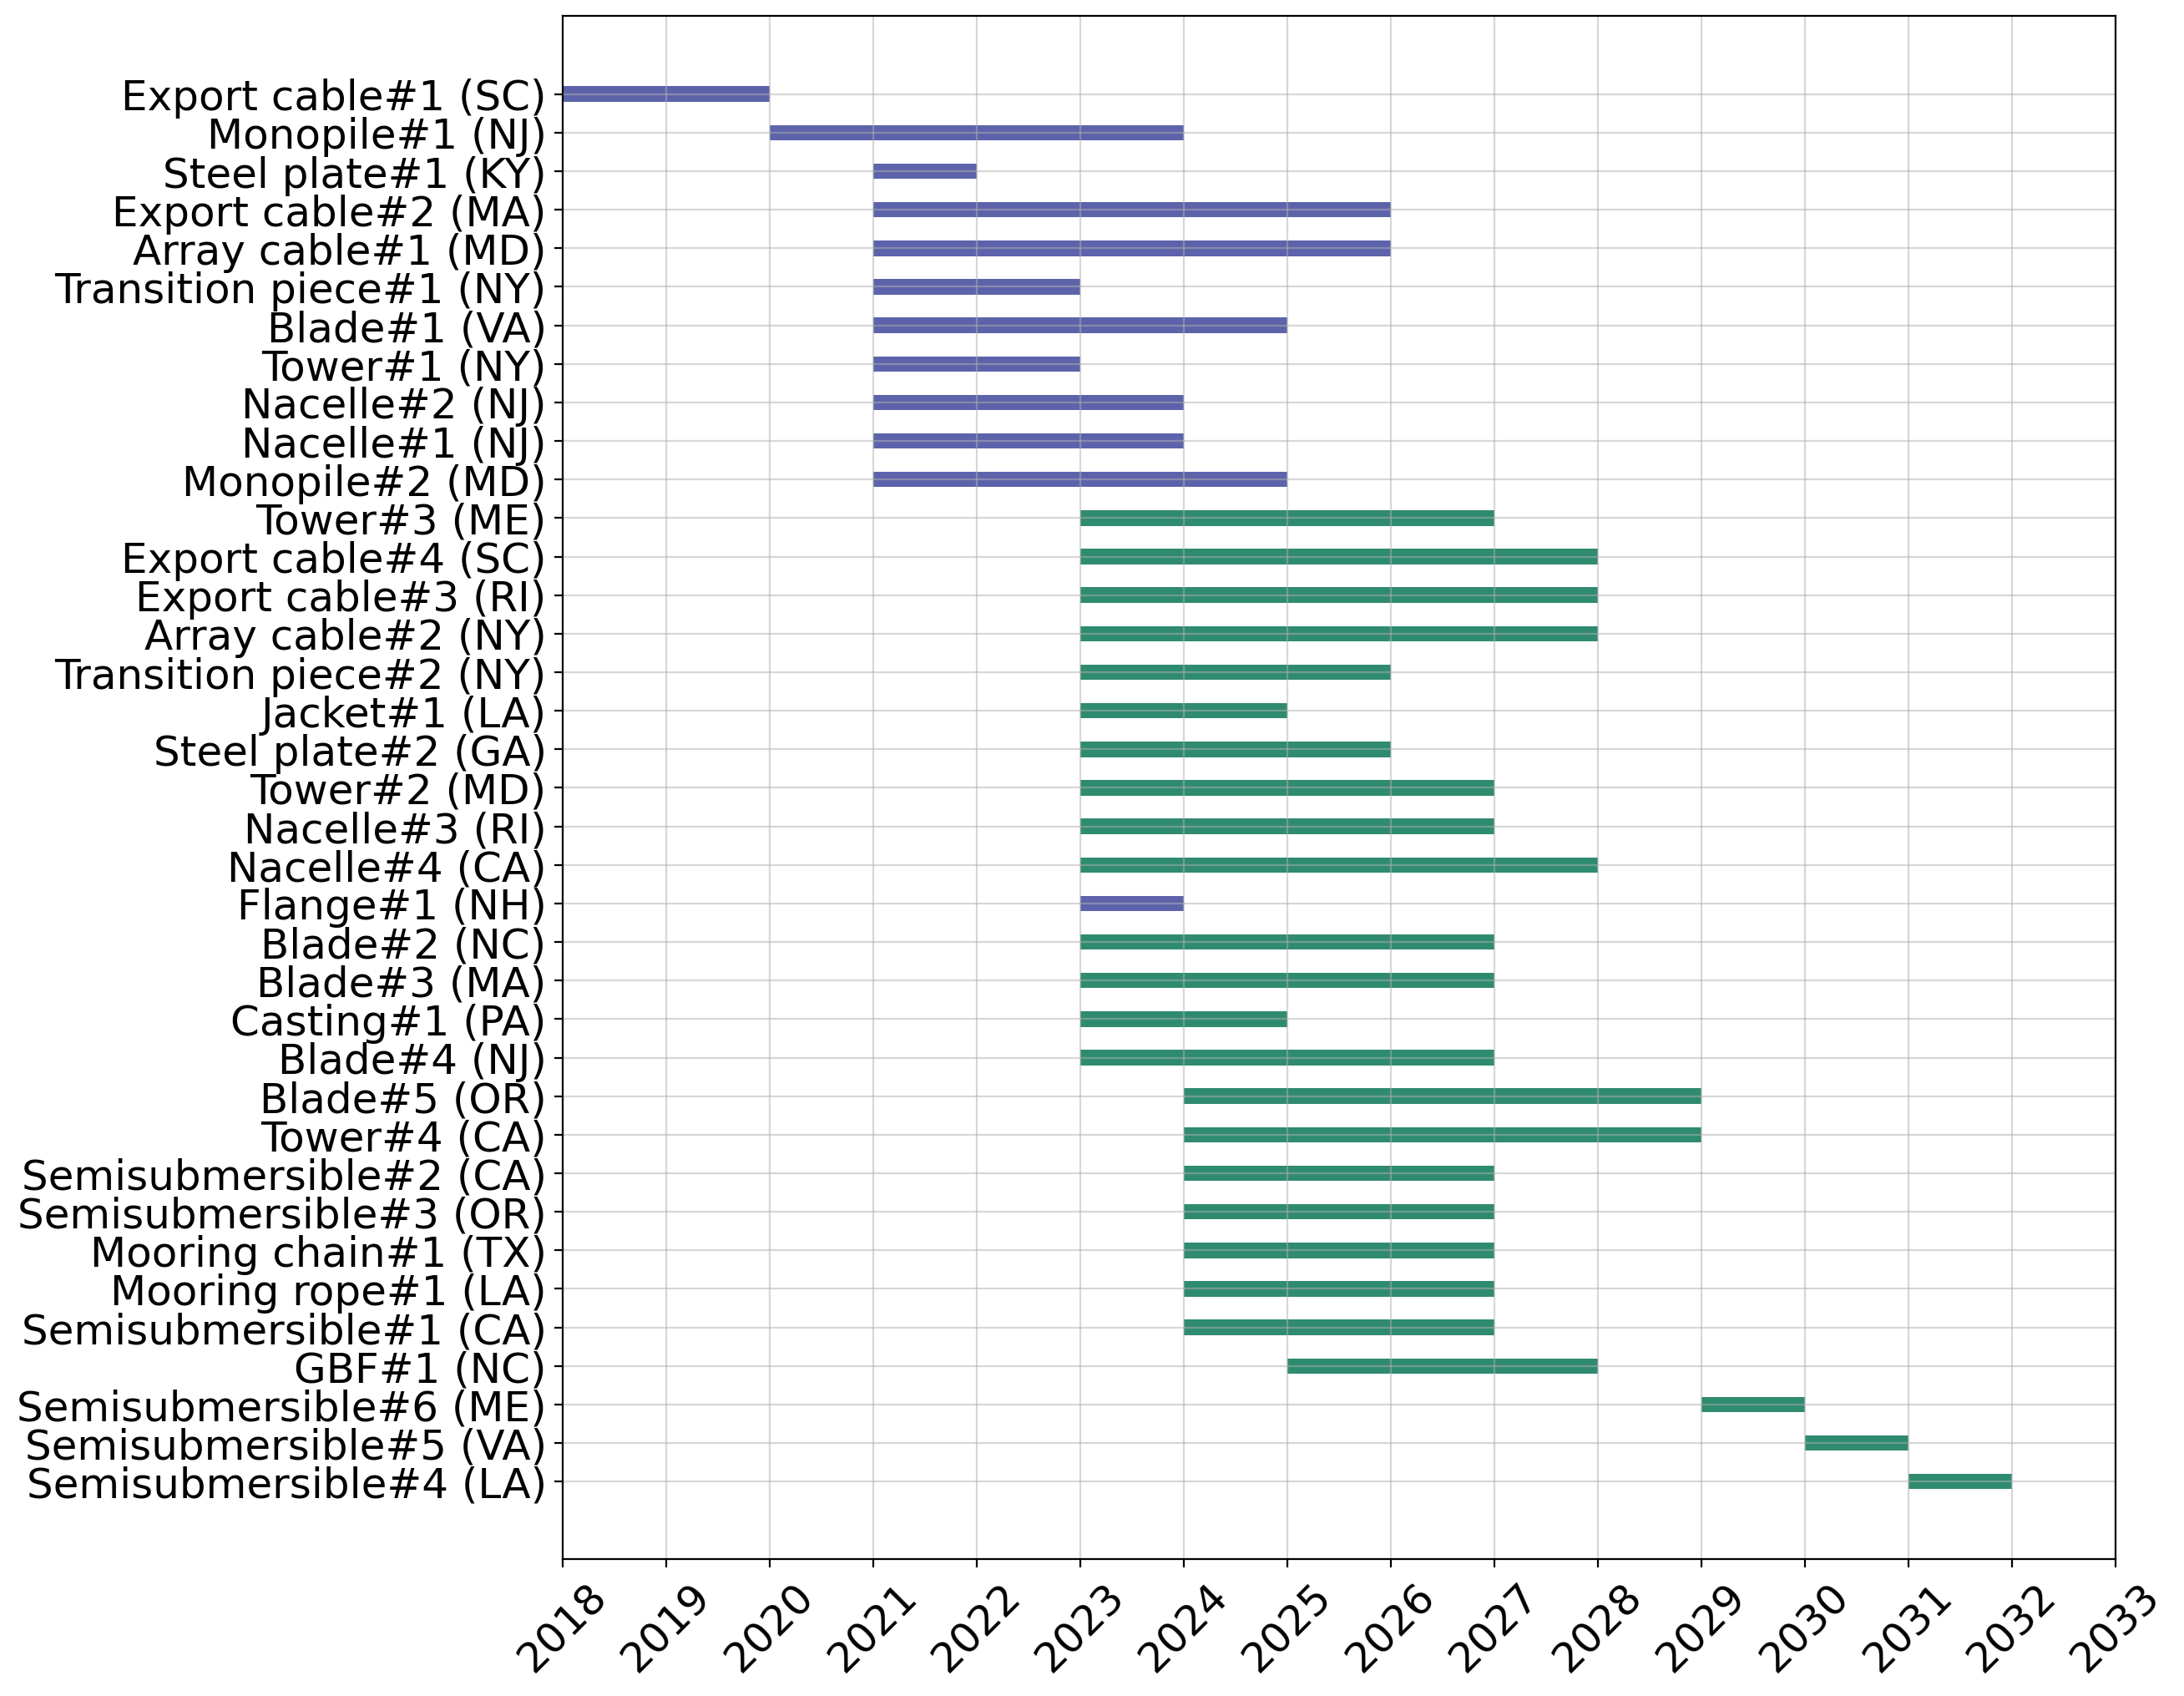 Export cable#1 (SC)
Monopile#1 (NJ)
Steel plate#1 (KY)
Export cable#2 (MA)
Array cable#1 (MD)
Transition piece#1 (NY)
Blade#1 (VA)
Tower#1 (NY)
Nacelle#2 (NJ)
Nacelle#1 (NJ)
Monopile#2 (MD)
Tower#3 (ME)
Export cable#4 (SC)
Export cable#3 (RI)
Array cable#2 (NY)
Transition piece#2 (NY)
Jacket#1 (LA)
Steel plate#2 (GA)
Tower#2 (MD)
Nacelle#3 (RI)
Nacelle#4 (CA)
Flange#1 (NH)
Blade#2 (NC)
Blade#3 (MA)
Casting#1 (PA)
Blade#4 (NJ)
Blade#5 (OR)
Tower#4 (CA)
Semisubmersible#2 (CA)
Semisubmersible#3 (OR)
Mooring chain#1 (TX)
Mooring rope#1 (LA)
Semisubmersible#1 (CA)
GBF#1 (NC)
Semisubmersible#6 (ME)
Semisubmersible#5 (VA)
Semisubmersible#4 (LA)
2018 2019 2020 2021 2022 2023 2024 2025 2026 2027 2028 2029 2030 2031 2032 2033